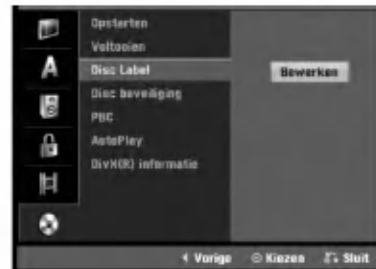 Opstarten
Voltooien
Disc Label
Bewerken
Disc beveiliging
PBC
AutoPlay
DivX(R) informatie
Vorige Kiezen Sluit